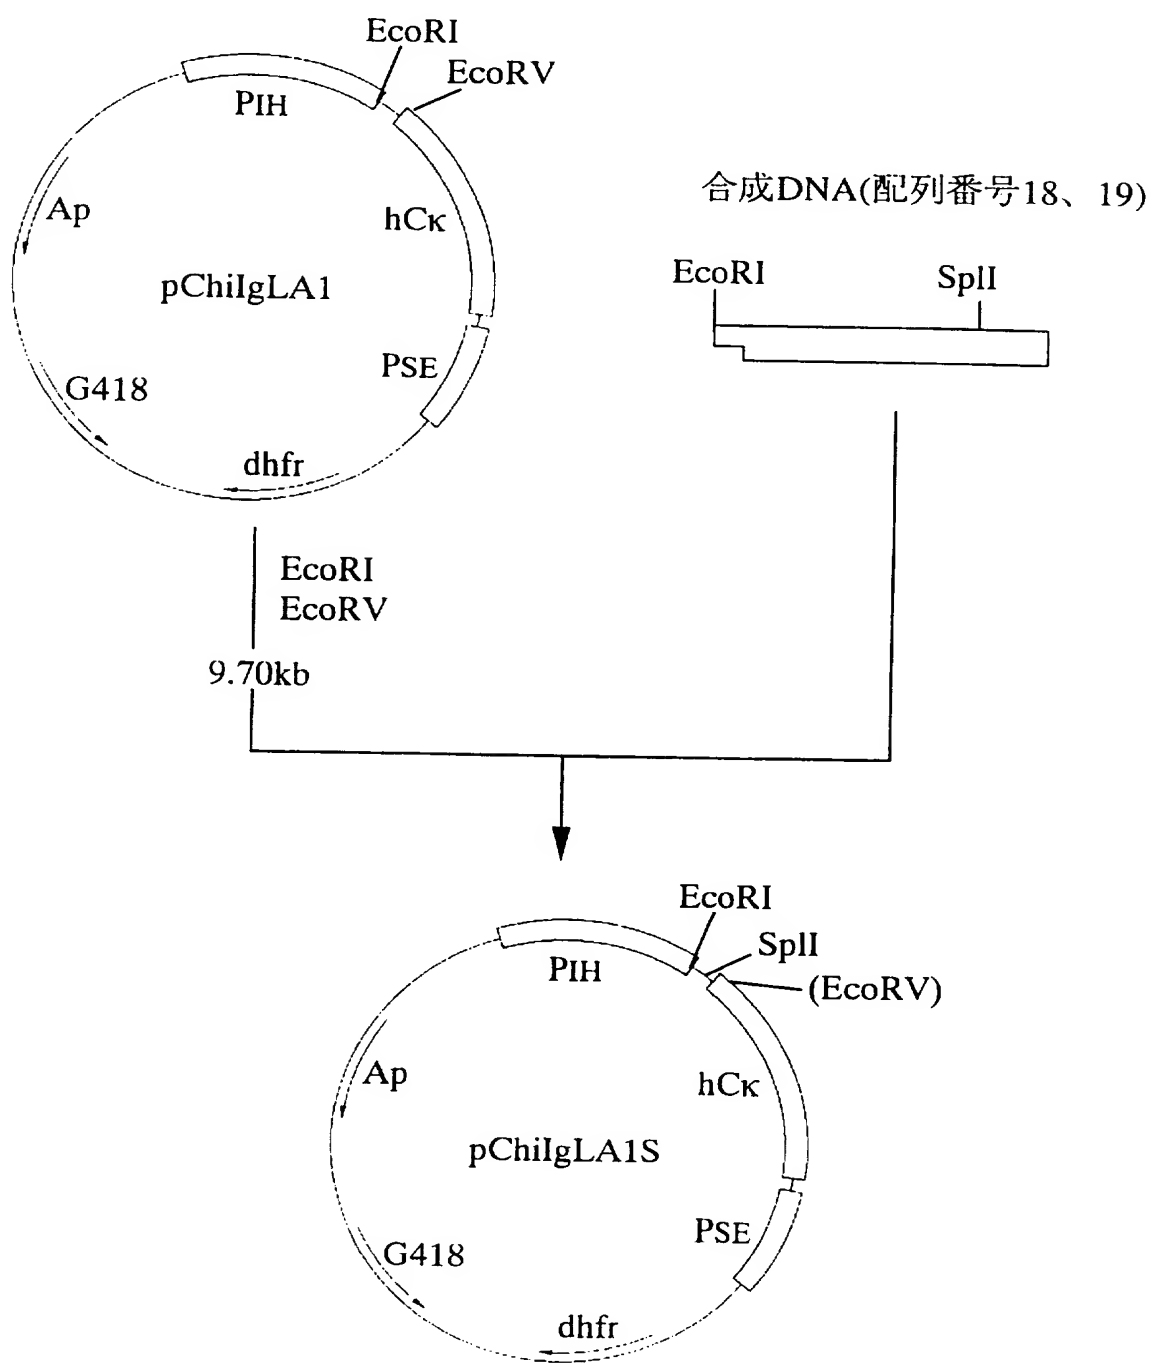 EcoRI
EcoRV
PIH
Ap
hCκ
pChiIgLA1
PSE
G418
dhfr
合成DNA(配列番号18、19)
EcoRI
SplI
EcoRI
EcoRV
9.70kb
EcoRI
SplI
(EcoRV)
PIH
Ap
hCκ
pChiIgLA1S
PSE
G418
dhfr